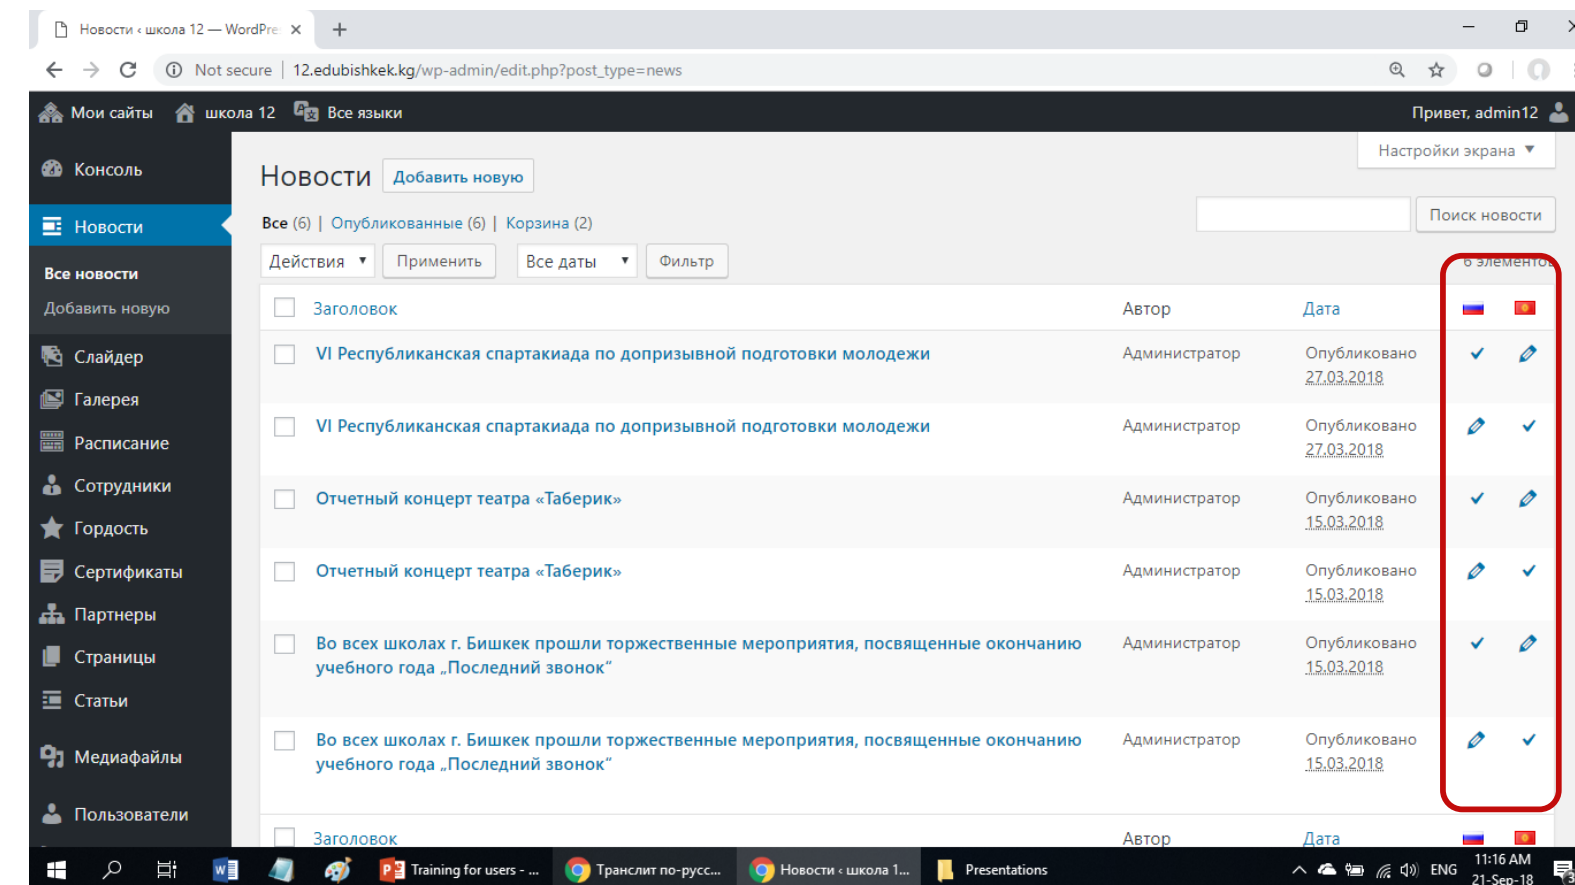 Новости ‹ школа 12 — WordPre
Not secure | 12.edubishkek.kg/wp-admin/edit.php?post_type=news
Мои сайты школа 12 Все языки Привет, admin12
Настройки экрана ▼
Консоль
Новости
Все новости
Добавить новую
Слайдер
Галерея
Расписание
Сотрудники
Гордость
Сертификаты
Партнеры
Страницы
Статьи
Медиафайлы
Пользователи
Новости Добавить новую
Все (6) | Опубликованные (6) | Корзина (2)
Поиск новости
Действия ▼ Применить Все даты ▼ Фильтр
6 элементов
Заголовок Автор Дата
VI Республиканская спартакиада по допризывной подготовки молодежи Администратор Опубликовано
27.03.2018
VI Республиканская спартакиада по допризывной подготовки молодежи Администратор Опубликовано
27.03.2018
Отчетный концерт театра «Таберик» Администратор Опубликовано
15.03.2018
Отчетный концерт театра «Таберик» Администратор Опубликовано
15.03.2018
Во всех школах г. Бишкек прошли торжественные мероприятия, посвященные окончанию Администратор Опубликовано
учебного года „Последний звонок“ 15.03.2018
Во всех школах г. Бишкек прошли торжественные мероприятия, посвященные окончанию Администратор Опубликовано
учебного года „Последний звонок“ 15.03.2018
Заголовок Автор Дата
Training for users - ... Транслит по-русс... Новости ‹ школа 1... Presentations ENG 11:16 AM
21-Sep-18